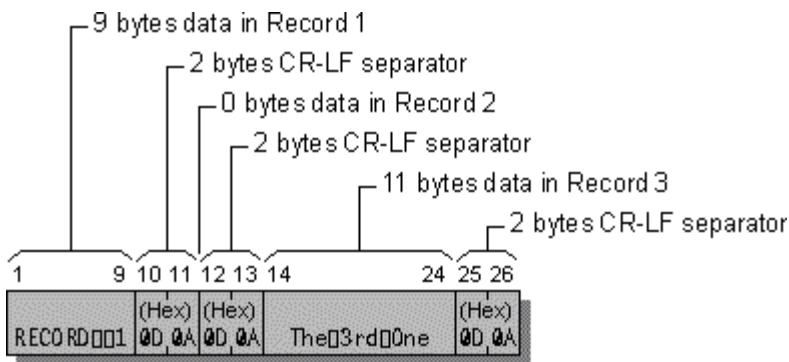 9 bytes data in Record 1
2 bytes CR-LF separator
0 bytes data in Record 2
2 bytes CR-LF separator
11 bytes data in Record 3
2 bytes CR-LF separator
1 9 10 11 12 13 14 24 25 26
(Hex) (Hex) (Hex)
RECORD▯▯1 0D 0A 0D 0A The▯3rd▯One 0D 0A